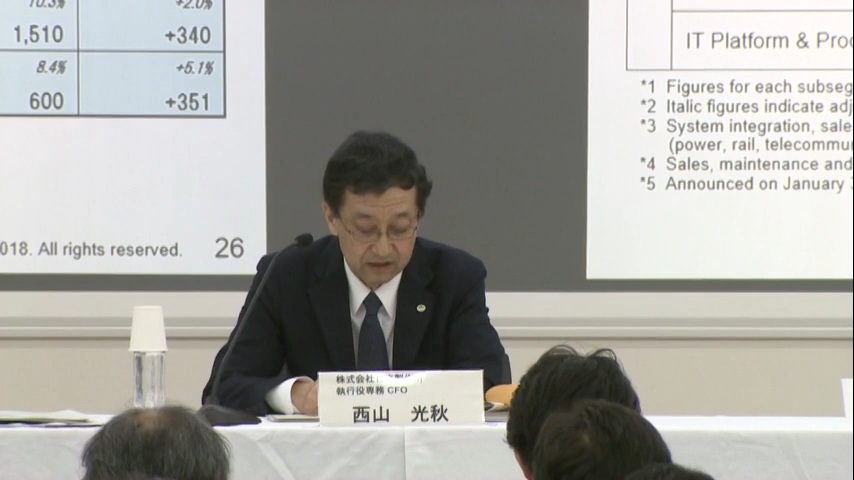 10.3%
+2.0%
1,510
+340
8.4%
+5.1%
600
+351
018. All rights reserved.
26
IT Platform & Pro
*1 Figures for each subseg
*2 Italic figures indicate adj
*3 System integration, sale
(power, rail, telecommu
*4 Sales, maintenance and
*5 Announced on January
株式会社
執行役専務 CFO
西山 光秋